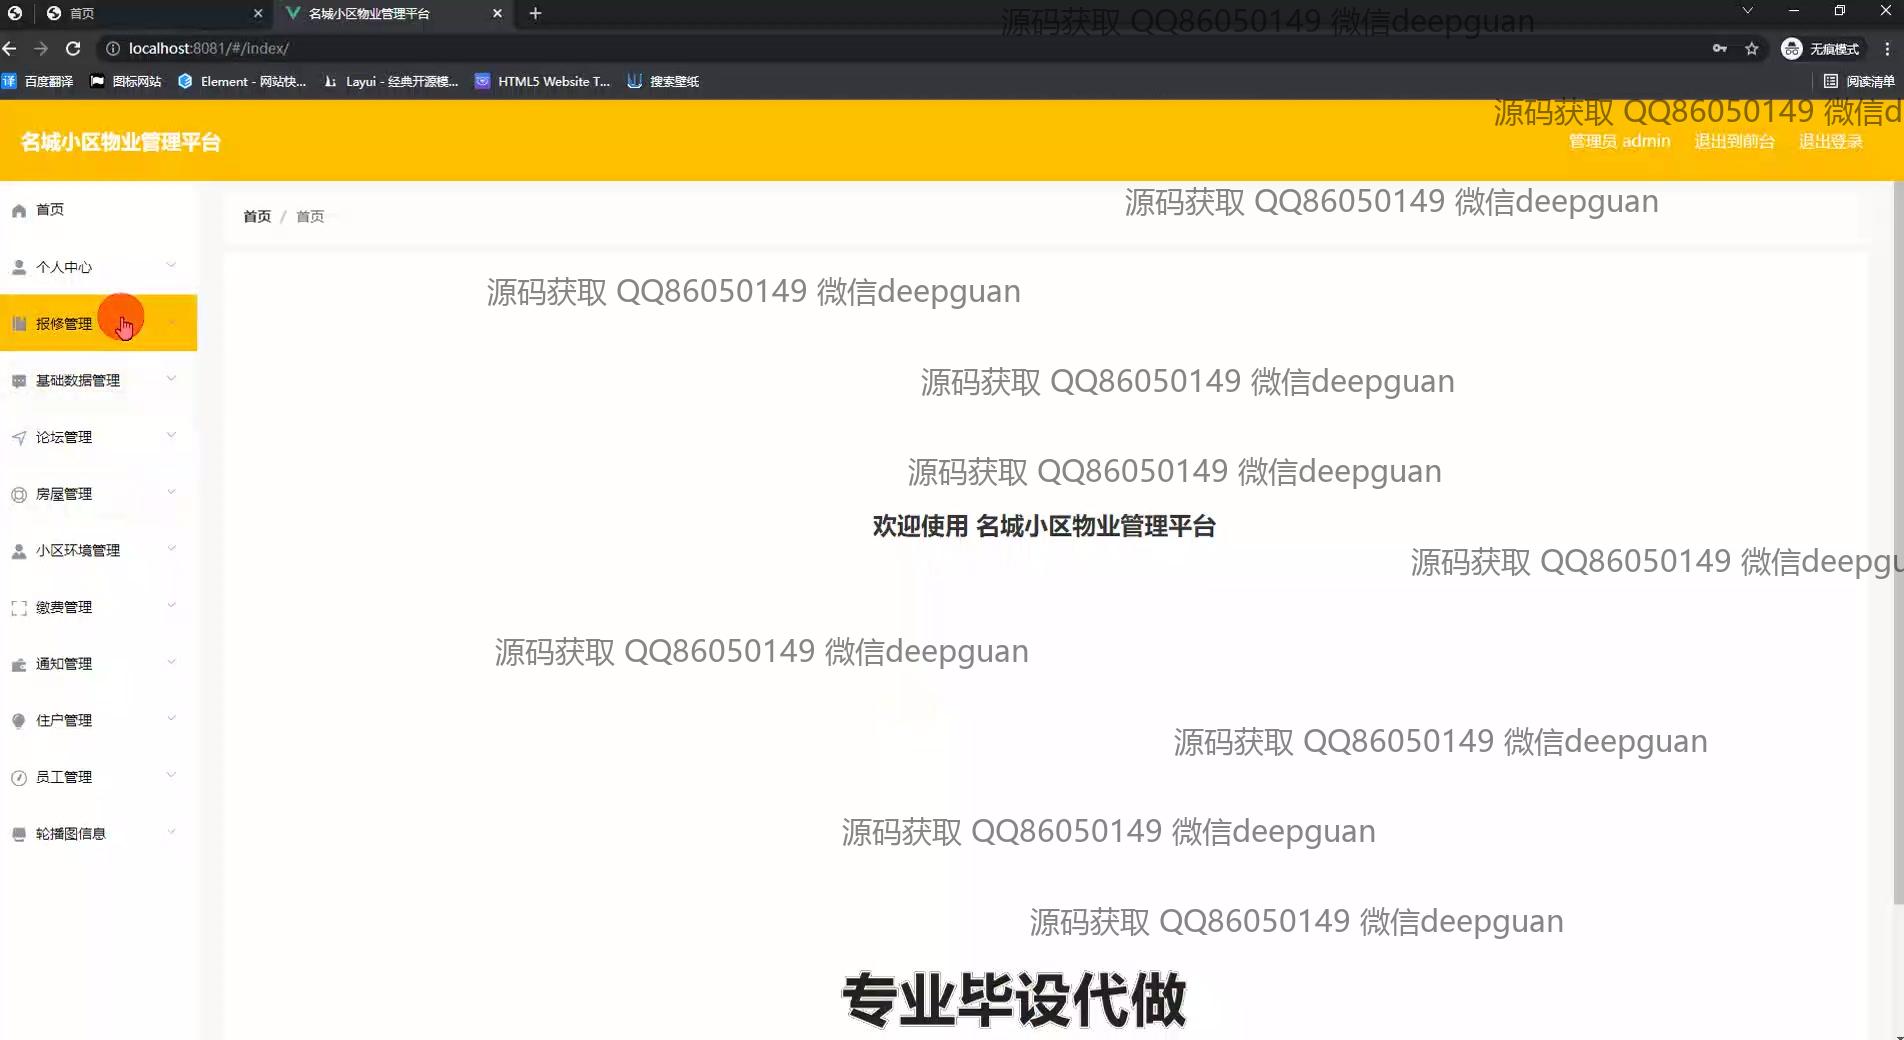 首页
名城小区物业管理平台
源码获取 QQ86050149 微信deepguan
localhost:8081/#/index/
无痕模式
译 百度翻译
图标网站
Element - 网站快...
Layui - 经典开源模...
HTML5 Website T...
搜索壁纸
阅读清单
源码获取 QQ86050149 微信d
名城小区物业管理平台
管理员 admin
退出到前台
退出登录
源码获取 QQ86050149 微信deepguan
首页
首页 / 首页
个人中心
源码获取 QQ86050149 微信deepguan
报修管理
基础数据管理
源码获取 QQ86050149 微信deepguan
论坛管理
源码获取 QQ86050149 微信deepguan
房屋管理
欢迎使用 名城小区物业管理平台
小区环境管理
源码获取 QQ86050149 微信deepgu
缴费管理
源码获取 QQ86050149 微信deepguan
通知管理
住户管理
源码获取 QQ86050149 微信deepguan
员工管理
轮播图信息
源码获取 QQ86050149 微信deepguan
源码获取 QQ86050149 微信deepguan
专业毕设代做